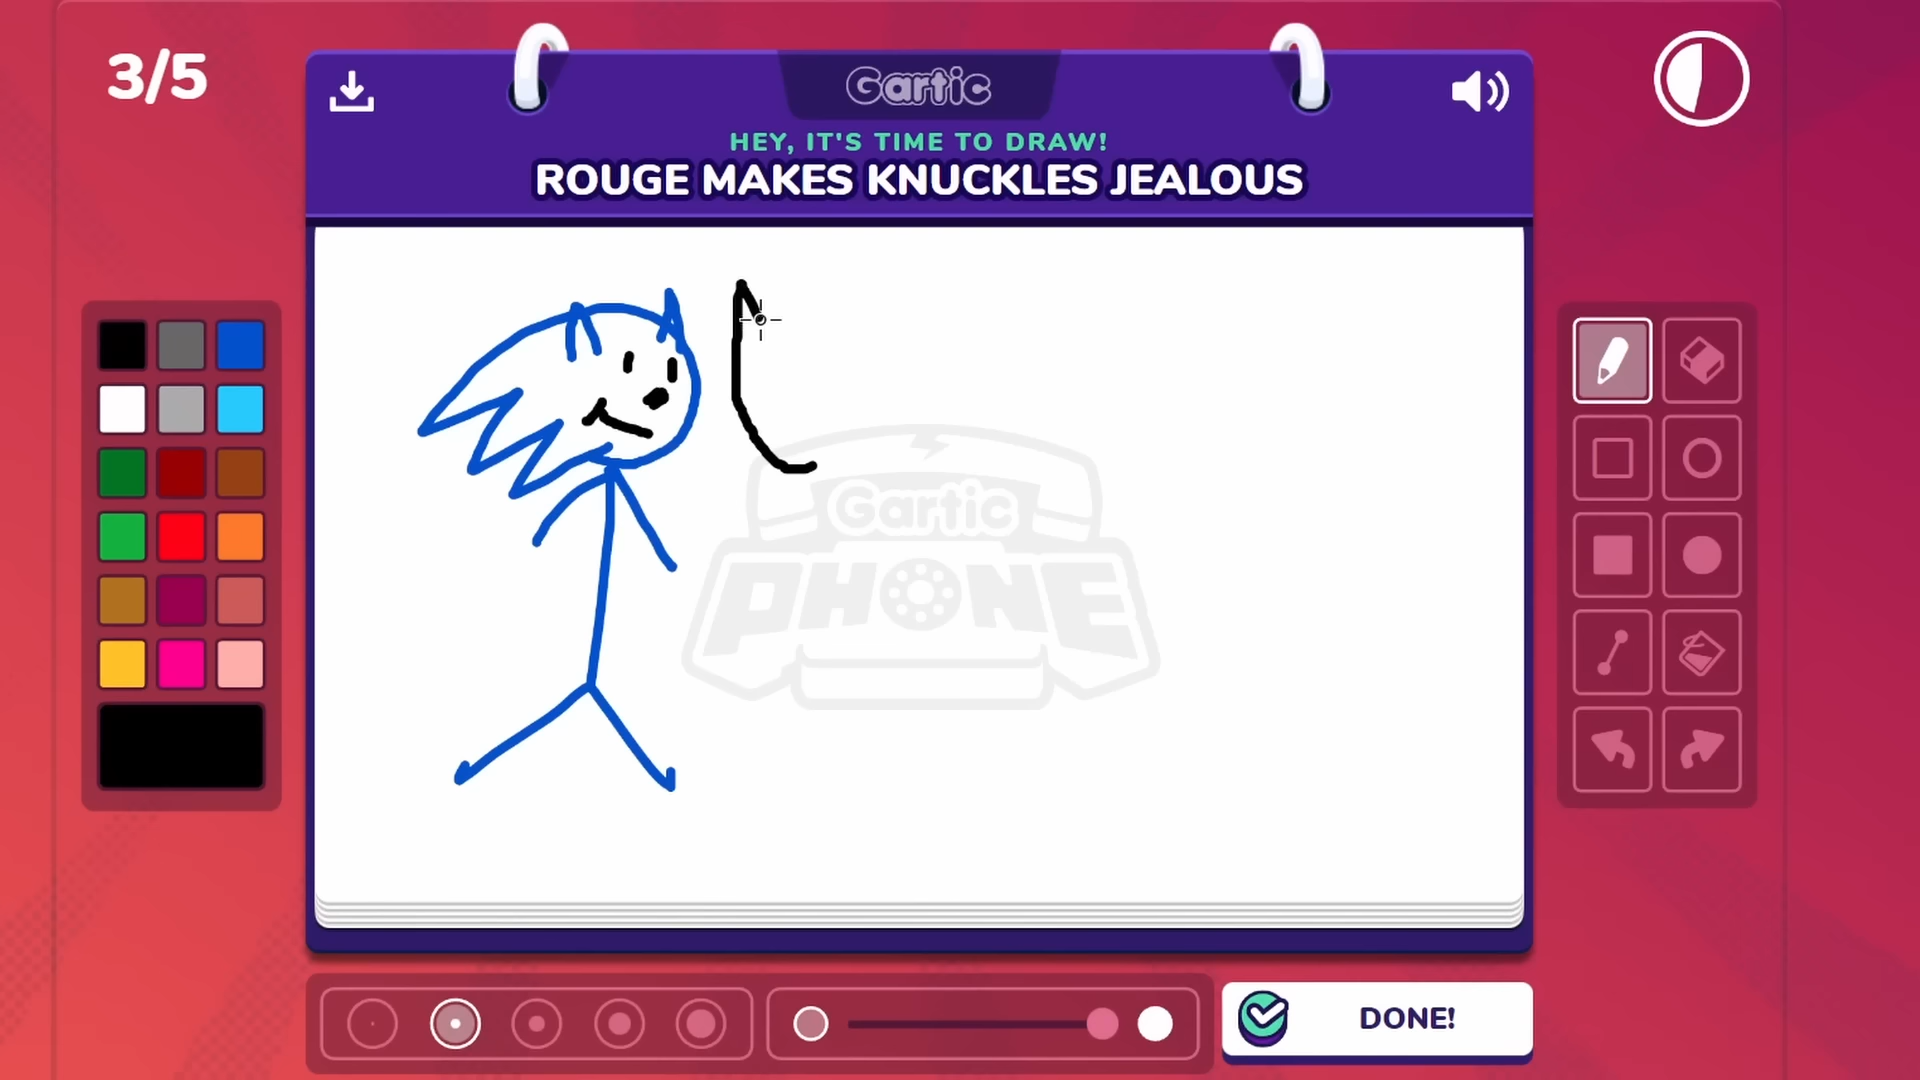 3/5
Gartic
HEY, IT'S TIME TO DRAW!
ROUGE MAKES KNUCKLES JEALOUS
Gartic
PHONE
DONE!